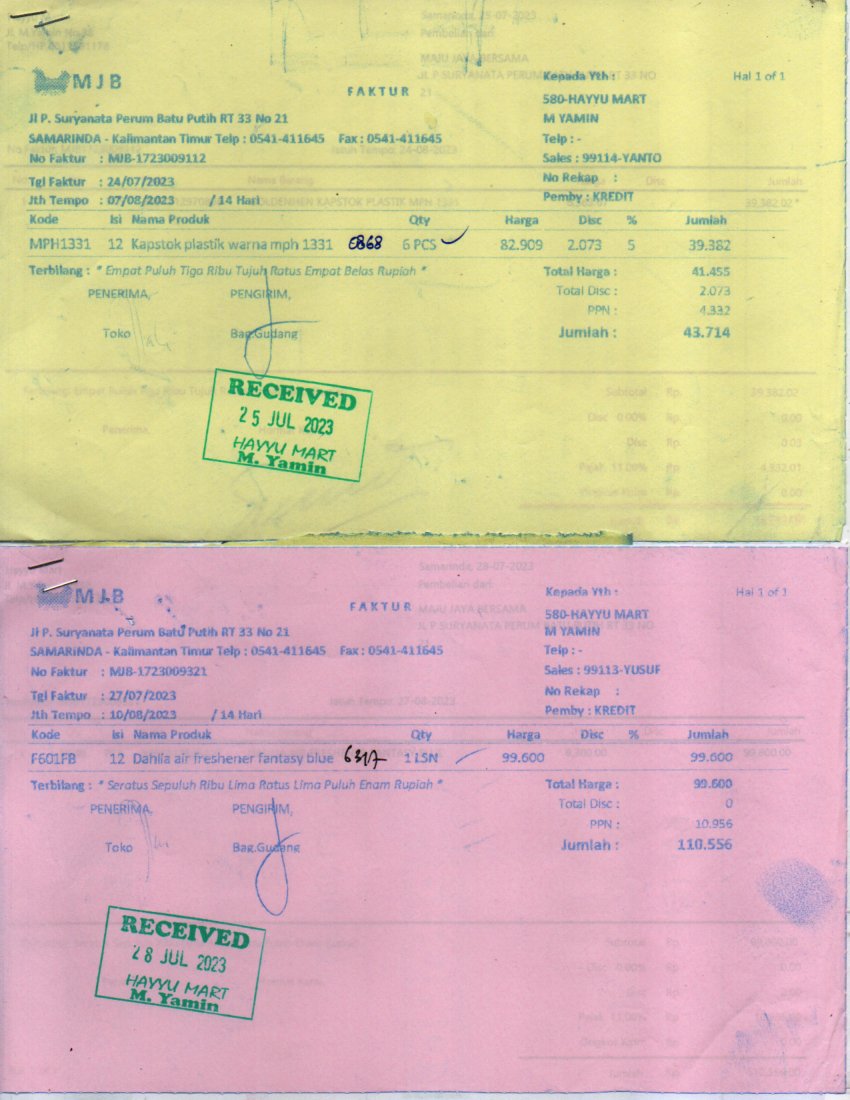 MJB
FAKTUR
Kepada Yth :
Hal 1 of 1
580-HAYYU MART
Jl P. Suryanata Perum Batu Putih RT 33 No 21
M YAMIN
SAMARINDA - Kalimantan Timur Telp : 0541-411645 Fax : 0541-411645
Telp : -
No Faktur : MJB-1723009112
Sales : 99114-YANTO
Tgl Faktur : 24/07/2023
No Rekap :
Jth Tempo : 07/08/2023 / 14 Hari
Pemby : KREDIT
Kode Isi Nama Produk Qty Harga Disc % Jumlah
MPH1331 12 Kapstok plastik warna mph 1331 0868 6 PCS 82.909 2.073 5 39.382
Terbilang : * Empat Puluh Tiga Ribu Tujuh Ratus Empat Belas Rupiah *
Total Harga : 41.455
PENERIMA, PENGIRIM,
Total Disc : 2.073
PPN : 4.332
Toko Bag.Gudang
Jumlah : 43.714
RECEIVED
25 JUL 2023
HAYYU MART
M. Yamin
MJB
FAKTUR
Kepada Yth :
Hal 1 of 1
580-HAYYU MART
Jl P. Suryanata Perum Batu Putih RT 33 No 21
M YAMIN
SAMARINDA - Kalimantan Timur Telp : 0541-411645 Fax : 0541-411645
Telp : -
No Faktur : MJB-1723009321
Sales : 99113-YUSUF
Tgl Faktur : 27/07/2023
No Rekap :
Jth Tempo : 10/08/2023 / 14 Hari
Pemby : KREDIT
Kode Isi Nama Produk Qty Harga Disc % Jumlah
F601FB 12 Dahlia air freshener fantasy blue 6317 1 LSN 99.600 99.600
Terbilang : * Seratus Sepuluh Ribu Lima Ratus Lima Puluh Enam Rupiah *
Total Harga : 99.600
PENERIMA, PENGIRIM,
Total Disc : 0
PPN : 10.956
Toko Bag.Gudang
Jumlah : 110.556
RECEIVED
28 JUL 2023
HAYYU MART
M. Yamin